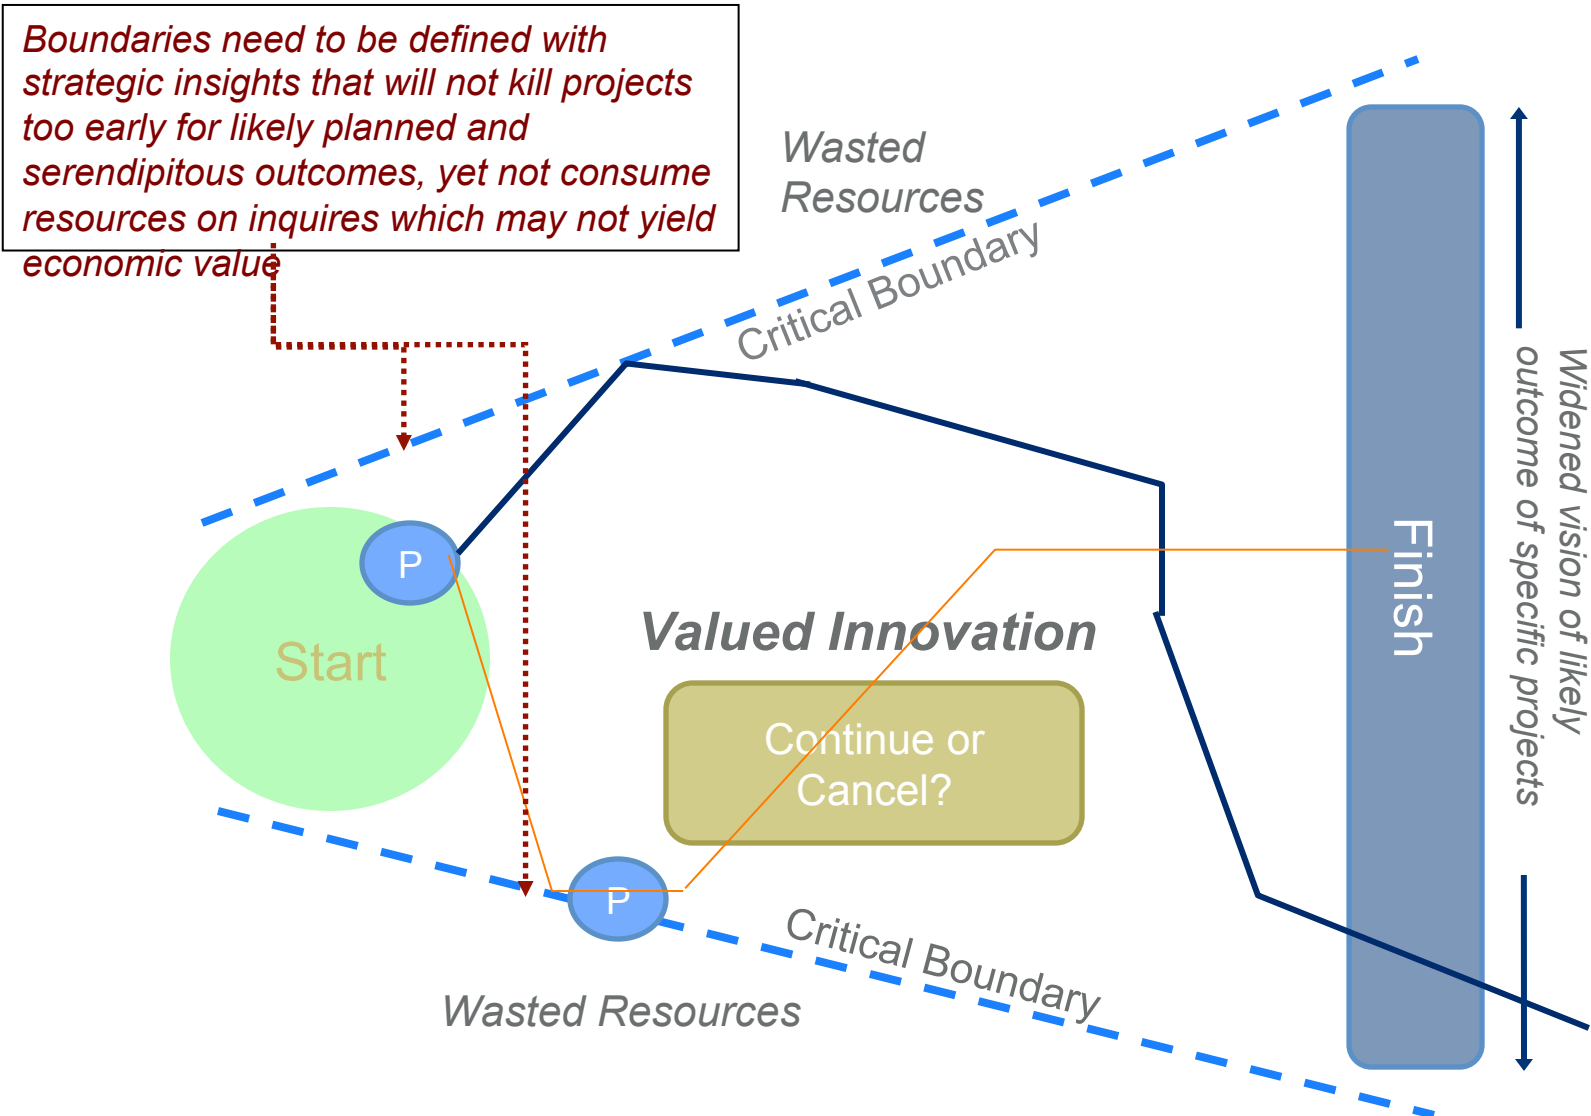 Boundaries need to be defined with
strategic insights that will not kill projects
too early for likely planned and
serendipitous outcomes, yet not consume
resources on inquires which may not yield
economic value
Wasted
Resources
Critical Boundary
P
Start
Valued Innovation
Continue or
Cancel?
Finish
Widened vision of likely
outcome of specific projects
P
Critical Boundary
Wasted Resources